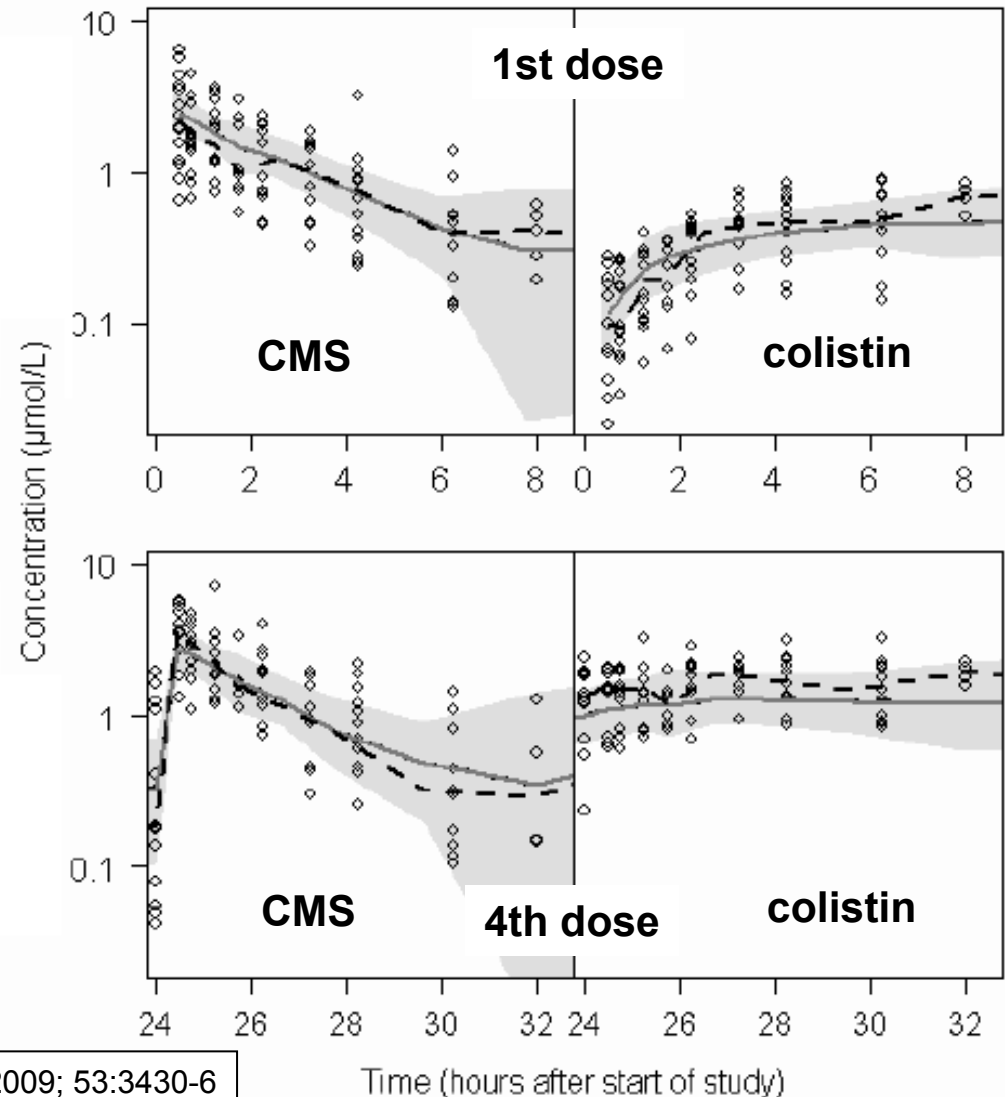 10
1st dose
1
0.1
CMS
colistin
0 2 4 6 8 0 2 4 6 8
Concentration (µmol/L)
10
1
0.1
CMS
4th dose
colistin
24 26 28 30 32 24 26 28 30 32
2009; 53:3430-6
Time (hours after start of study)